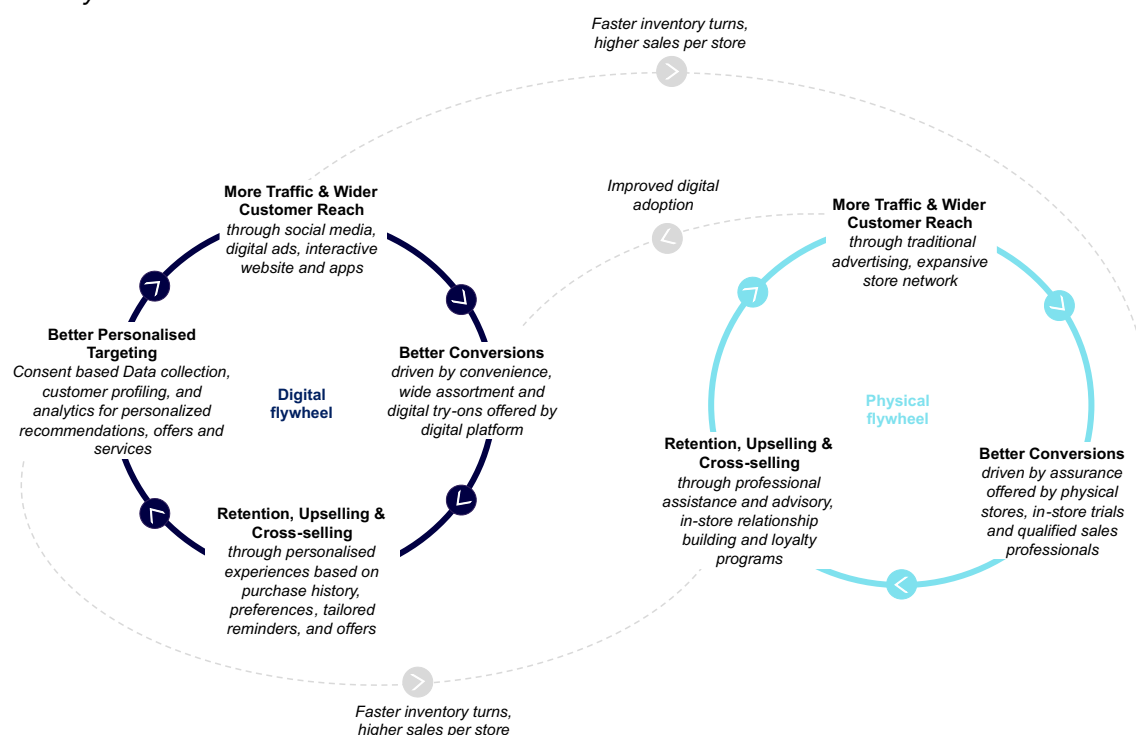 Faster inventory turns,
higher sales per store
Improved digital
adoption
More Traffic & Wider
Customer Reach
through social media,
digital ads, interactive
website and apps
Better Personalised
Targeting
Consent based Data collection,
customer profiling, and
analytics for personalized
recommendations, offers and
services
Digital
flywheel
Better Conversions
driven by convenience,
wide assortment and
digital try-ons offered by
digital platform
Retention, Upselling &
Cross-selling
through personalised
experiences based on
purchase history,
preferences, tailored
reminders, and offers
More Traffic & Wider
Customer Reach
through traditional
advertising, expansive
store network
Physical
flywheel
Retention, Upselling &
Cross-selling
through professional
assistance and advisory,
in-store relationship
building and loyalty
programs
Better Conversions
driven by assurance
offered by physical
stores, in-store trials
and qualified sales
professionals
Faster inventory turns,
higher sales per store